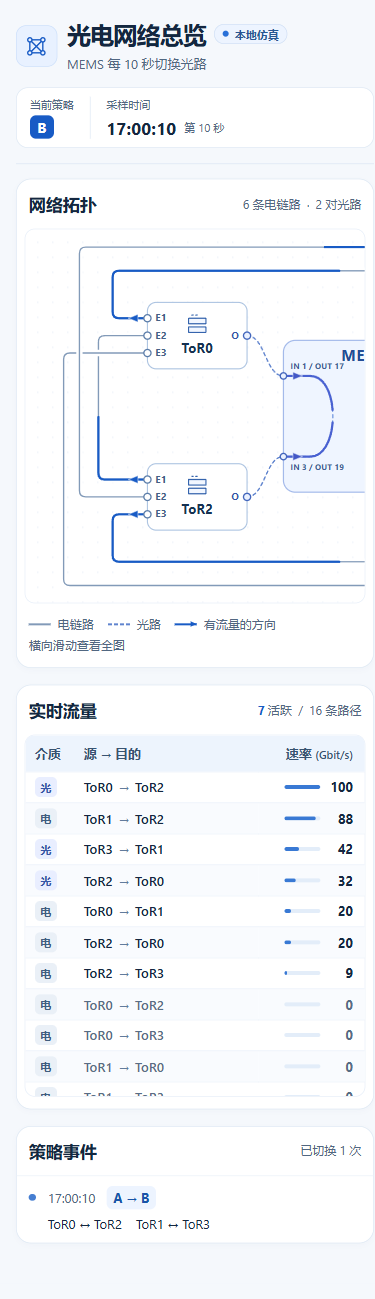 光电网络总览 本地仿真
MEMS 每 10 秒切换光路
当前策略 采样时间
B 17:00:10 第 10 秒
网络拓扑 6 条电链路 · 2 对光路
E1
E2 O
E3 ToR0
ME
IN 1 / OUT 17
IN 3 / OUT 19
E1
E2 O
E3 ToR2
电链路 光路 有流量的方向
横向滑动查看全图
实时流量 7 活跃 / 16 条路径
介质 源 → 目的 速率 (Gbit/s)
光 ToR0 → ToR2 100
电 ToR1 → ToR2 88
光 ToR3 → ToR1 42
光 ToR2 → ToR0 32
电 ToR0 → ToR1 20
电 ToR2 → ToR0 20
电 ToR2 → ToR3 9
电 ToR0 → ToR2 0
电 ToR0 → ToR3 0
电 ToR1 → ToR0 0
策略事件 已切换 1 次
17:00:10 A → B
ToR0 ↔ ToR2 ToR1 ↔ ToR3